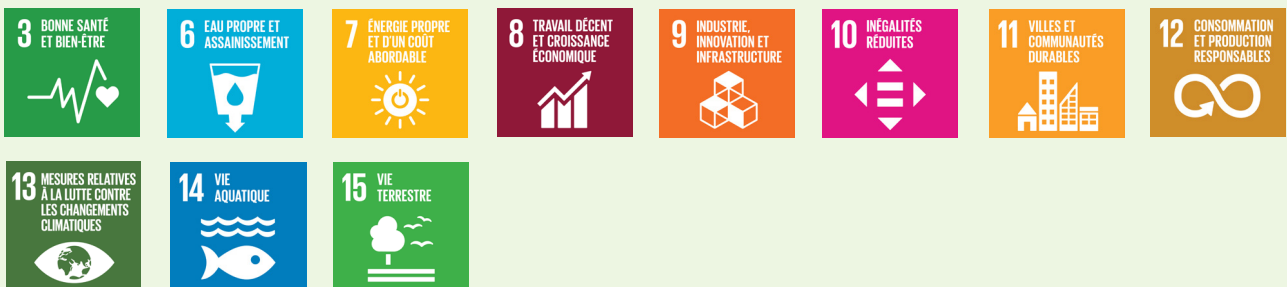 3 BONNE SANTÉ
ET BIEN-ÊTRE
6 EAU PROPRE ET
ASSAINISSEMENT
7 ÉNERGIE PROPRE
ET D'UN COÛT
ABORDABLE
8 TRAVAIL DÉCENT
ET CROISSANCE
ÉCONOMIQUE
9 INDUSTRIE,
INNOVATION ET
INFRASTRUCTURE
10 INÉGALITÉS
RÉDUITES
11 VILLES ET
COMMUNAUTÉS
DURABLES
12 CONSOMMATION
ET PRODUCTION
RESPONSABLES
13 MESURES RELATIVES
À LA LUTTE CONTRE
LES CHANGEMENTS
CLIMATIQUES
14 VIE
AQUATIQUE
15 VIE
TERRESTRE